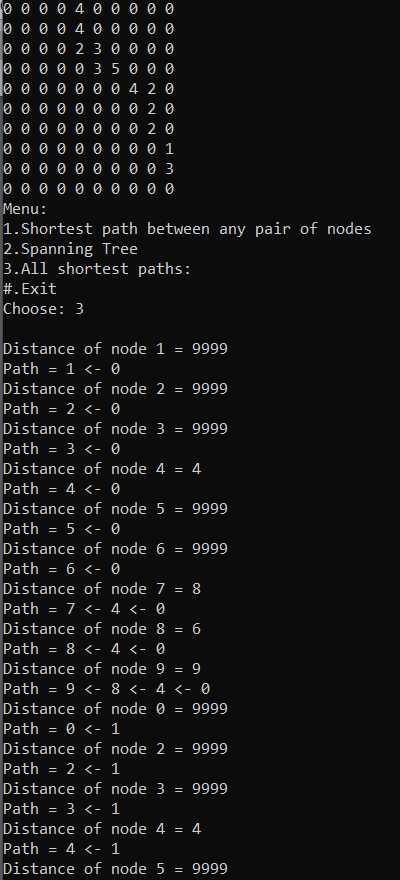 0 0 0 0 4 0 0 0 0 0
0 0 0 0 4 0 0 0 0 0
0 0 0 0 2 3 0 0 0 0
0 0 0 0 0 3 5 0 0 0
0 0 0 0 0 0 0 4 2 0
0 0 0 0 0 0 0 0 2 0
0 0 0 0 0 0 0 0 2 0
0 0 0 0 0 0 0 0 0 1
0 0 0 0 0 0 0 0 0 3
0 0 0 0 0 0 0 0 0 0
Menu:
1.Shortest path between any pair of nodes
2.Spanning Tree
3.All shortest paths:
#.Exit
Choose: 3
Distance of node 1 = 9999
Path = 1 <- 0
Distance of node 2 = 9999
Path = 2 <- 0
Distance of node 3 = 9999
Path = 3 <- 0
Distance of node 4 = 4
Path = 4 <- 0
Distance of node 5 = 9999
Path = 5 <- 0
Distance of node 6 = 9999
Path = 6 <- 0
Distance of node 7 = 8
Path = 7 <- 4 <- 0
Distance of node 8 = 6
Path = 8 <- 4 <- 0
Distance of node 9 = 9
Path = 9 <- 8 <- 4 <- 0
Distance of node 0 = 9999
Path = 0 <- 1
Distance of node 2 = 9999
Path = 2 <- 1
Distance of node 3 = 9999
Path = 3 <- 1
Distance of node 4 = 4
Path = 4 <- 1
Distance of node 5 = 9999